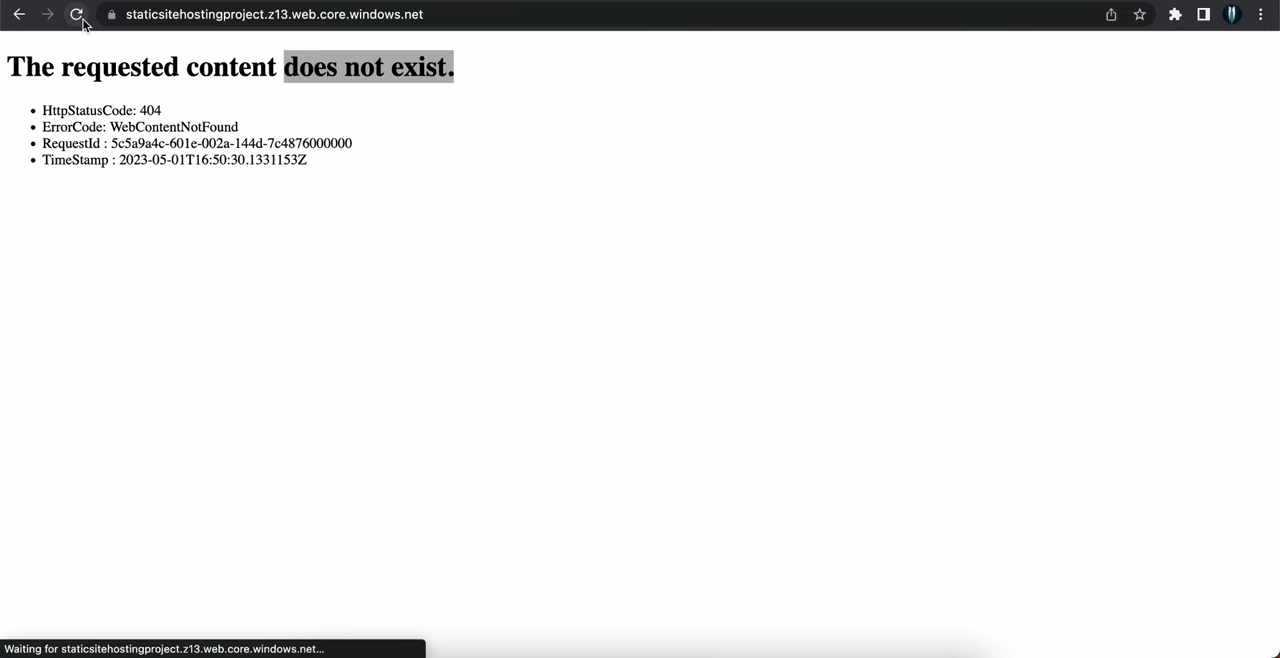 staticsitehostingproject.z13.web.core.windows.net
The requested content does not exist.
• HttpStatusCode: 404
• ErrorCode: WebContentNotFound
• RequestId : 5c5a9a4c-601e-002a-144d-7c4876000000
• TimeStamp : 2023-05-01T16:50:30.1331153Z
Waiting for staticsitehostingproject.z13.web.core.windows.net...